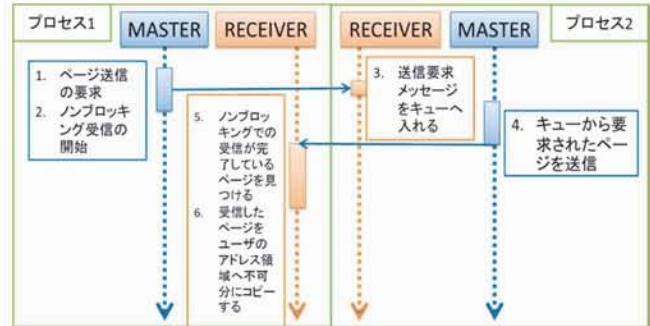 プロセス1
MASTER
RECEIVER
RECEIVER
MASTER
プロセス2
1. ページ送信
の要求
2. ノンブロッ
キング受信の
開始
3. 送信要求
メッセージ
をキューへ
入れる
4. キューから要
求されたペー
ジを送信
5. ノンブロッ
キングでの
受信が完
了している
ページを見
つける
6. 受信した
ページを
ユーザの
アドレス領
域へ不可
分にコピー
する